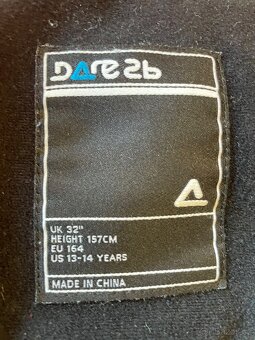 DARE2b
UK 32"
HEIGHT 157CM
EU 164
US 13-14 YEARS
MADE IN CHINA